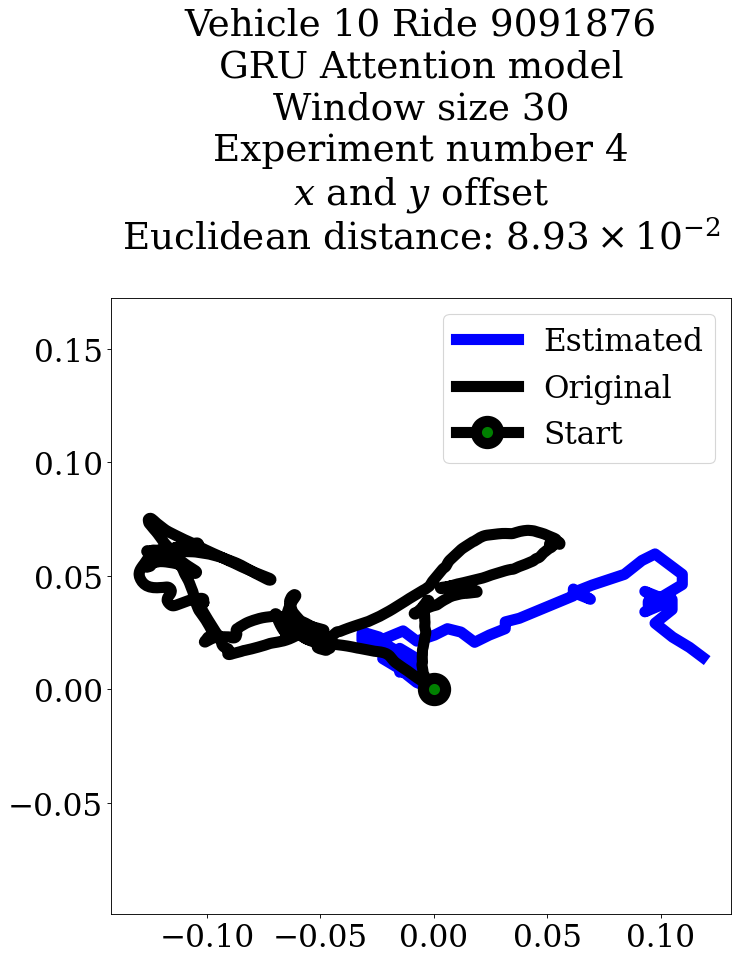 Vehicle 10 Ride 9091876
GRU Attention model
Window size 30
Experiment number 4
x and y offset
Euclidean distance: 8.93 × 10⁻²
Estimated
Original
Start
0.15
0.10
0.05
0.00
−0.05
−0.10 −0.05 0.00 0.05 0.10